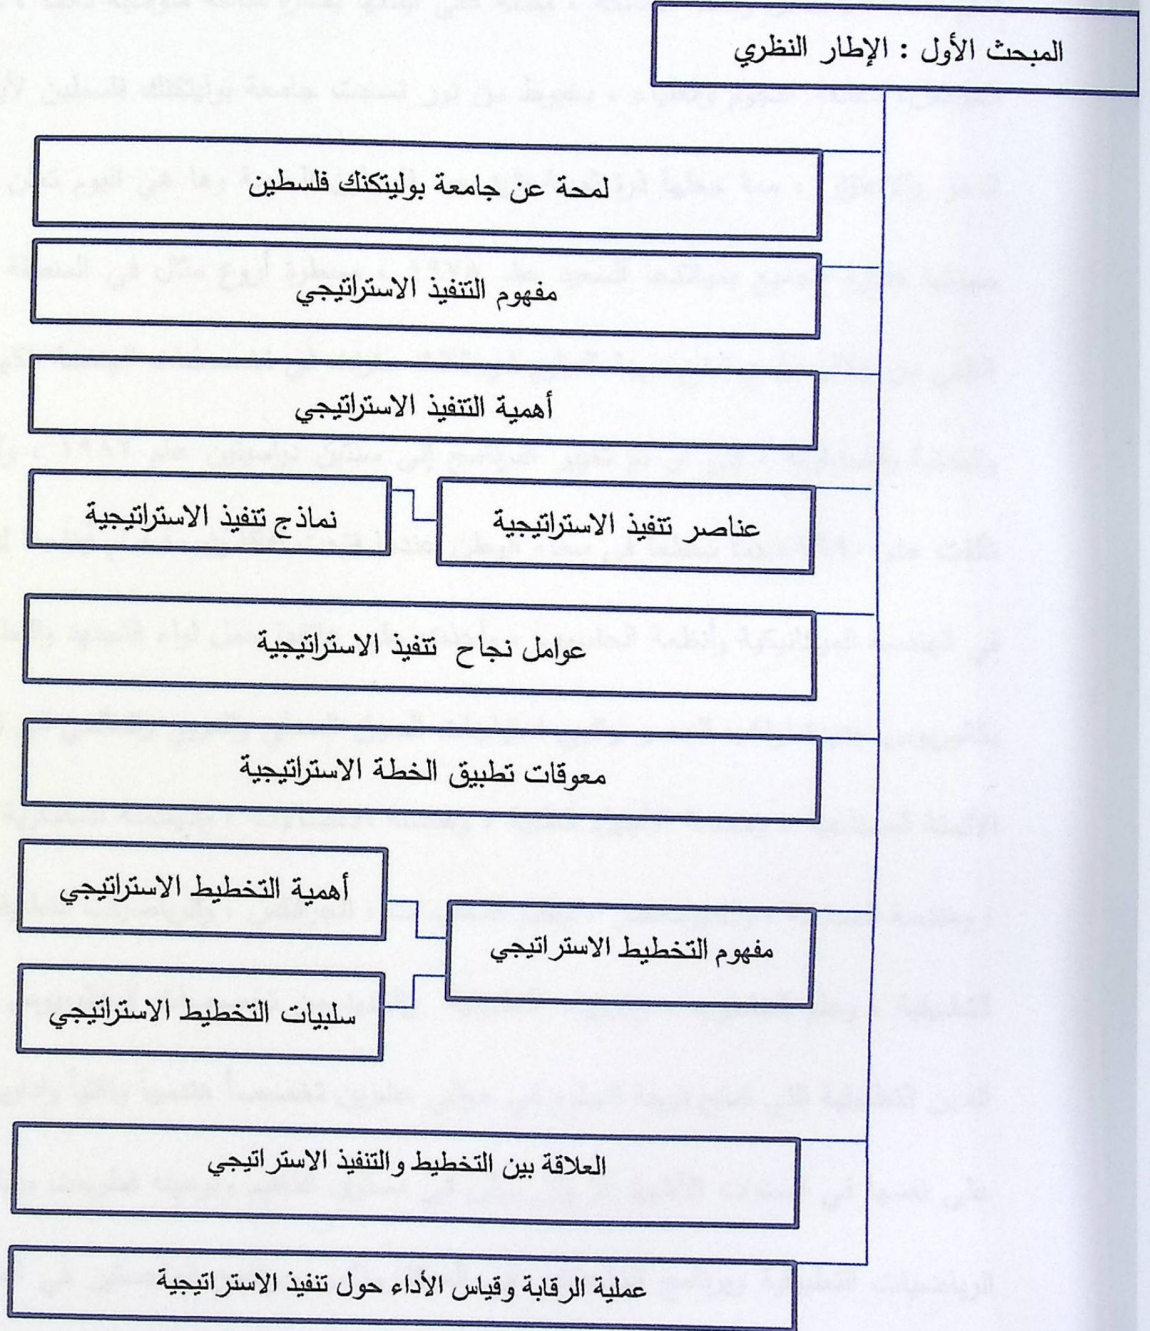 المبحث الأول : الإطار النظري
لمحة عن جامعة بوليتكنك فلسطين
مفهوم التنفيذ الاستراتيجي
أهمية التنفيذ الاستراتيجي
عناصر تنفيذ الاستراتيجية
نماذج تنفيذ الاستراتيجية
عوامل نجاح تنفيذ الاستراتيجية
معوقات تطبيق الخطة الاستراتيجية
مفهوم التخطيط الاستراتيجي
أهمية التخطيط الاستراتيجي
سلبيات التخطيط الاستراتيجي
العلاقة بين التخطيط والتنفيذ الاستراتيجي
عملية الرقابة وقياس الأداء حول تنفيذ الاستراتيجية